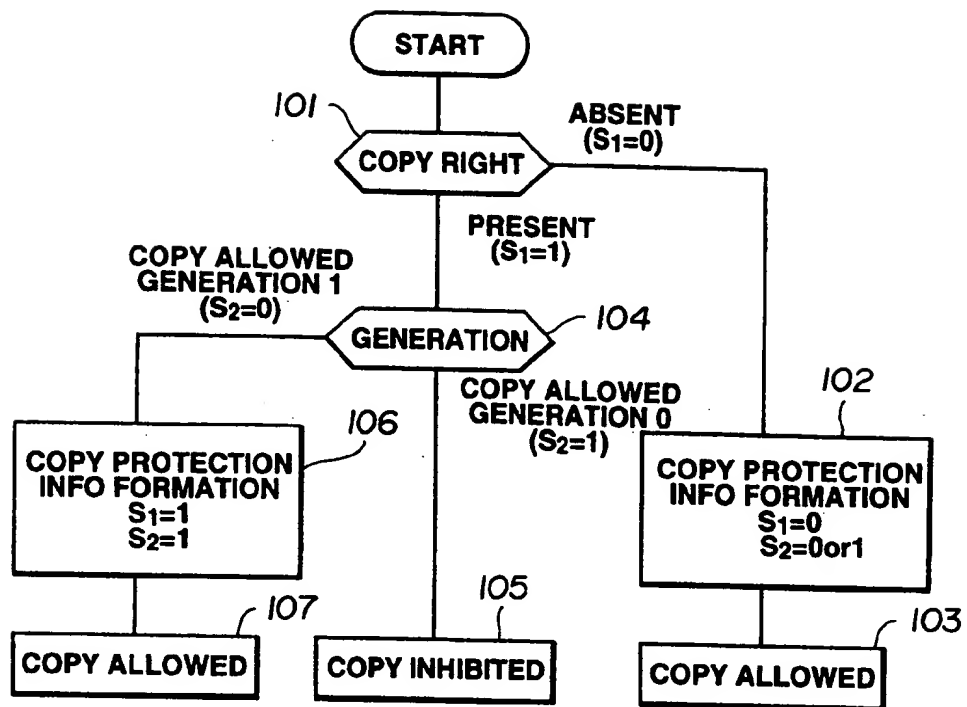 START
101
COPY RIGHT
ABSENT
(S1=0)
PRESENT
(S1=1)
COPY ALLOWED
GENERATION 1
(S2=0)
GENERATION
104
COPY ALLOWED
GENERATION 0
(S2=1)
106
COPY PROTECTION
INFO FORMATION
S1=1
S2=1
102
COPY PROTECTION
INFO FORMATION
S1=0
S2=0or1
107
COPY ALLOWED
105
COPY INHIBITED
103
COPY ALLOWED